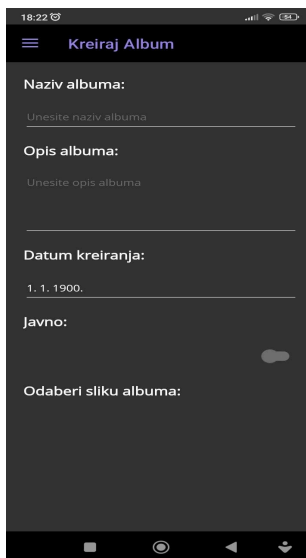 18:22
54
Kreiraj Album
Naziv albuma:
Unesite naziv albuma
Opis albuma:
Unesite opis albuma
Datum kreiranja:
1. 1. 1900.
Javno:
Odaberi sliku albuma: